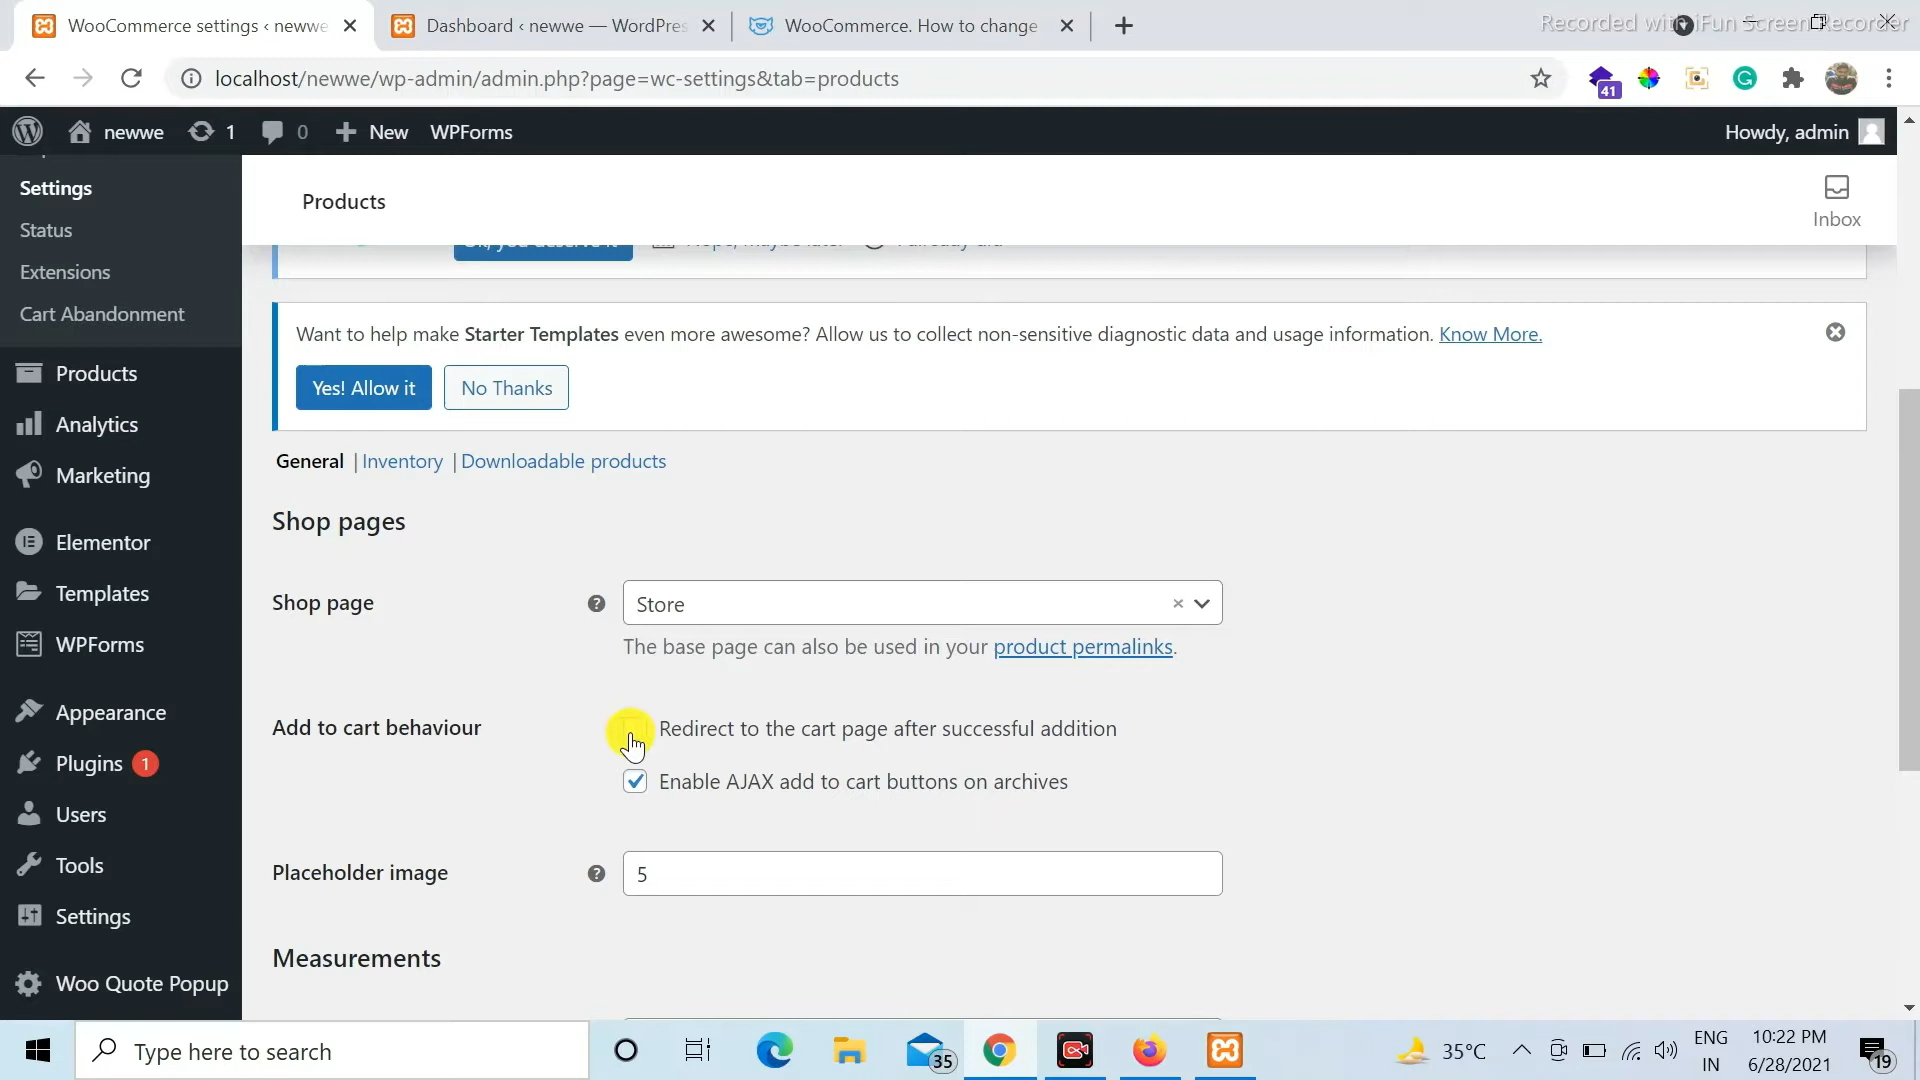 Recorded with iFun Screen Recorder
WooCommerce settings ‹ newwe
Dashboard ‹ newwe — WordPres
WooCommerce. How to change
localhost/newwe/wp-admin/admin.php?page=wc-settings&tab=products
41
newwe
1
0
New
WPForms
Howdy, admin
Settings
Status
Extensions
Cart Abandonment
Products
Analytics
Marketing
Elementor
Templates
WPForms
Appearance
Plugins 1
Users
Tools
Settings
Woo Quote Popup
Products
Inbox
Ok, you deserve it
Nope, maybe later
I already did
Want to help make Starter Templates even more awesome? Allow us to collect non-sensitive diagnostic data and usage information. Know More.
Yes! Allow it
No Thanks
General | Inventory | Downloadable products
Shop pages
Shop page
Store
The base page can also be used in your product permalinks.
Add to cart behaviour
Redirect to the cart page after successful addition
Enable AJAX add to cart buttons on archives
Placeholder image
5
Measurements
Type here to search
35
35°C
ENG
IN
10:22 PM
6/28/2021
19